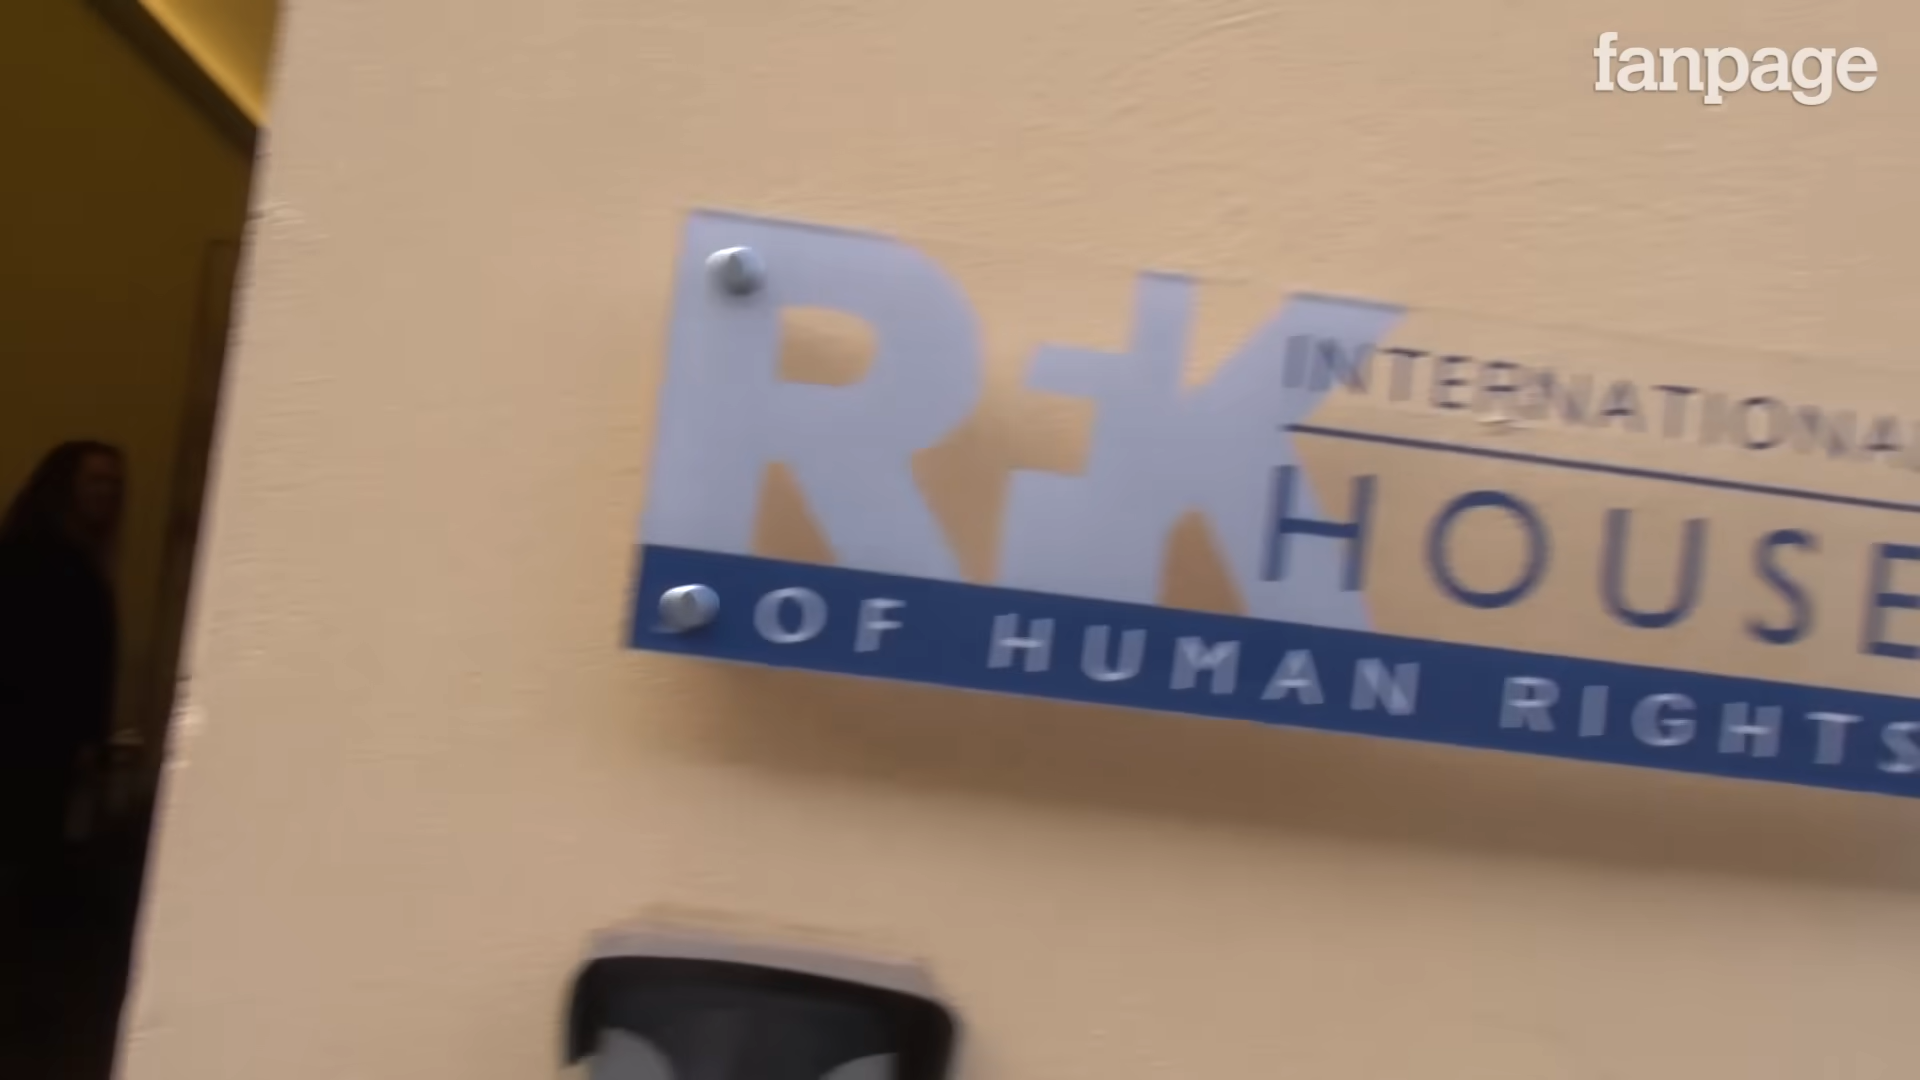 fanpage
RFK
INTERNATIONAL
HOUSE
OF HUMAN RIGHTS